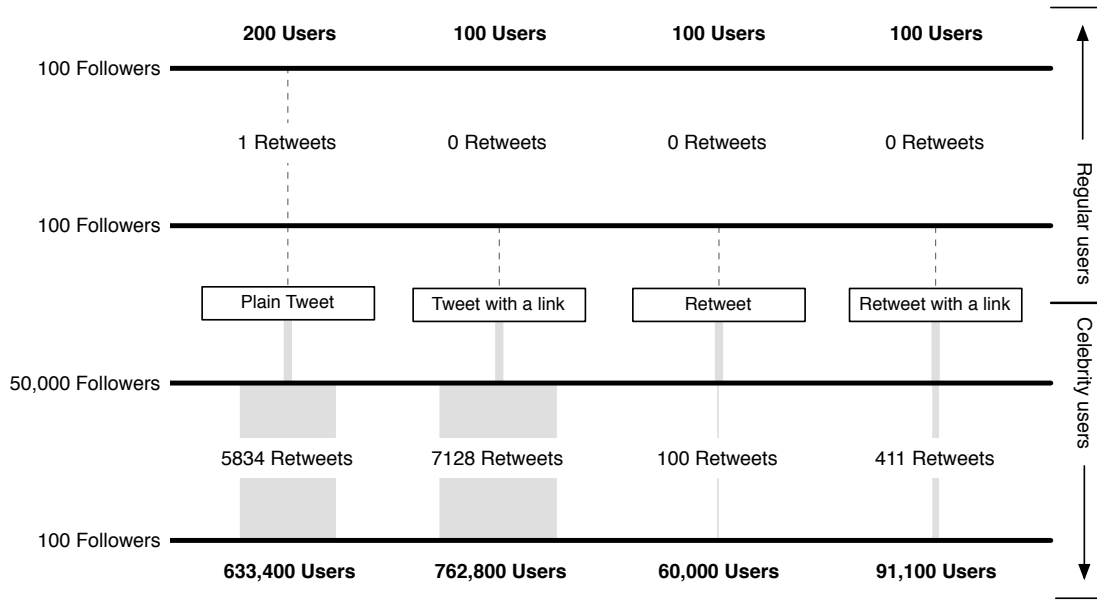 200 Users 100 Users 100 Users 100 Users
100 Followers
1 Retweets 0 Retweets 0 Retweets 0 Retweets
100 Followers
Regular users
Plain Tweet Tweet with a link Retweet Retweet with a link
Celebrity users
50,000 Followers
5834 Retweets 7128 Retweets 100 Retweets 411 Retweets
100 Followers
633,400 Users 762,800 Users 60,000 Users 91,100 Users